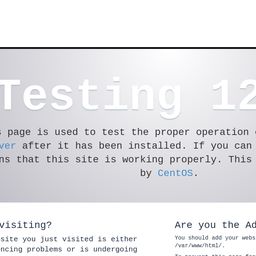 Testing 12
page is used to test the proper operation
ver after it has been installed. If you can
ns that this site is working properly. This
by CentOS.
visiting?
site you just visited is either
encing problems or is undergoing
Are you the Ad
You should add your webs
/var/www/html/.